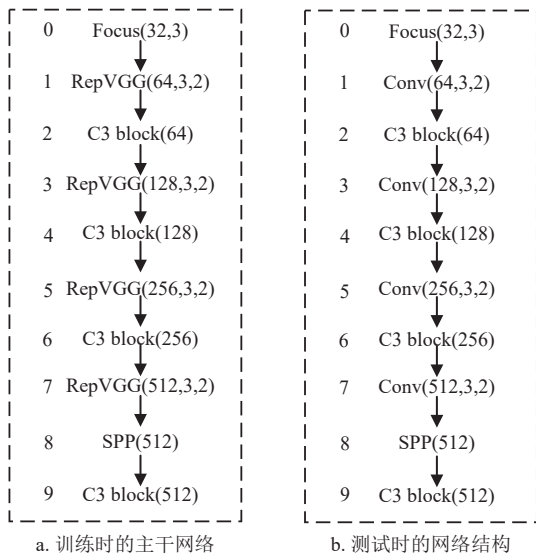 0 Focus(32,3)
1 RepVGG(64,3,2)
2 C3 block(64)
3 RepVGG(128,3,2)
4 C3 block(128)
5 RepVGG(256,3,2)
6 C3 block(256)
7 RepVGG(512,3,2)
8 SPP(512)
9 C3 block(512)
a. 训练时的主干网络
0 Focus(32,3)
1 Conv(64,3,2)
2 C3 block(64)
3 Conv(128,3,2)
4 C3 block(128)
5 Conv(256,3,2)
6 C3 block(256)
7 Conv(512,3,2)
8 SPP(512)
9 C3 block(512)
b. 测试时的网络结构